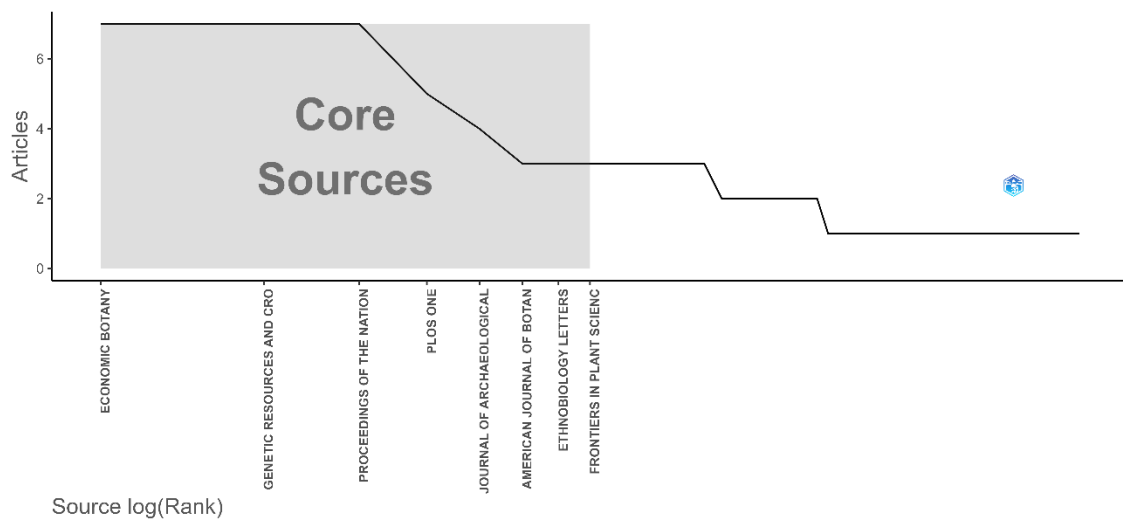 Articles
6
4
2
0
Core
Sources
ECONOMIC BOTANY
GENETIC RESOURCES AND CRO
PROCEEDINGS OF THE NATION
PLOS ONE
JOURNAL OF ARCHAEOLOGICAL
AMERICAN JOURNAL OF BOTAN
ETHNOBIOLOGY LETTERS
FRONTIERS IN PLANT SCIENC
Source log(Rank)